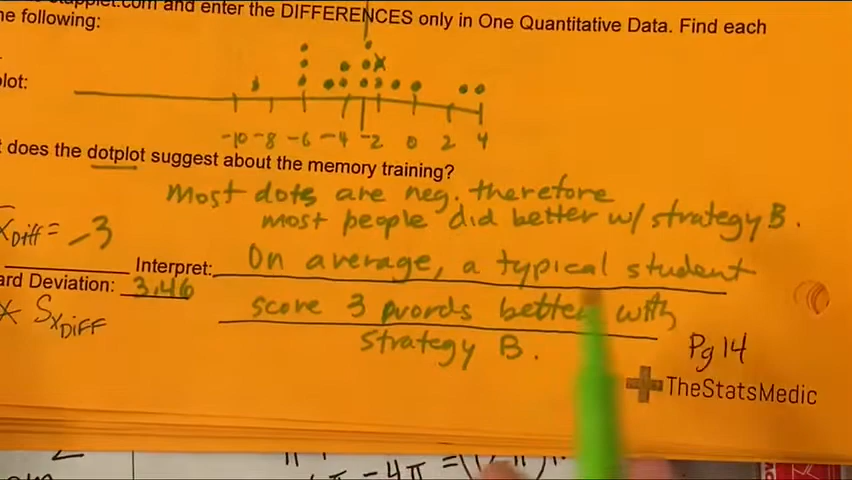 .com and enter the DIFFERENCES only in One Quantitative Data. Find each
he following:
lot:
-10 -8 -6 -4 -2 0 2 4
does the dotplot suggest about the memory training?
Most dots are neg. therefore
most people did better w/ strategy B.
x̄Diff = -3
Interpret: On average, a typical student
ard Deviation: 3.46
score 3 words better with
* SxDiff
strategy B.
Pg 14
TheStatsMedic